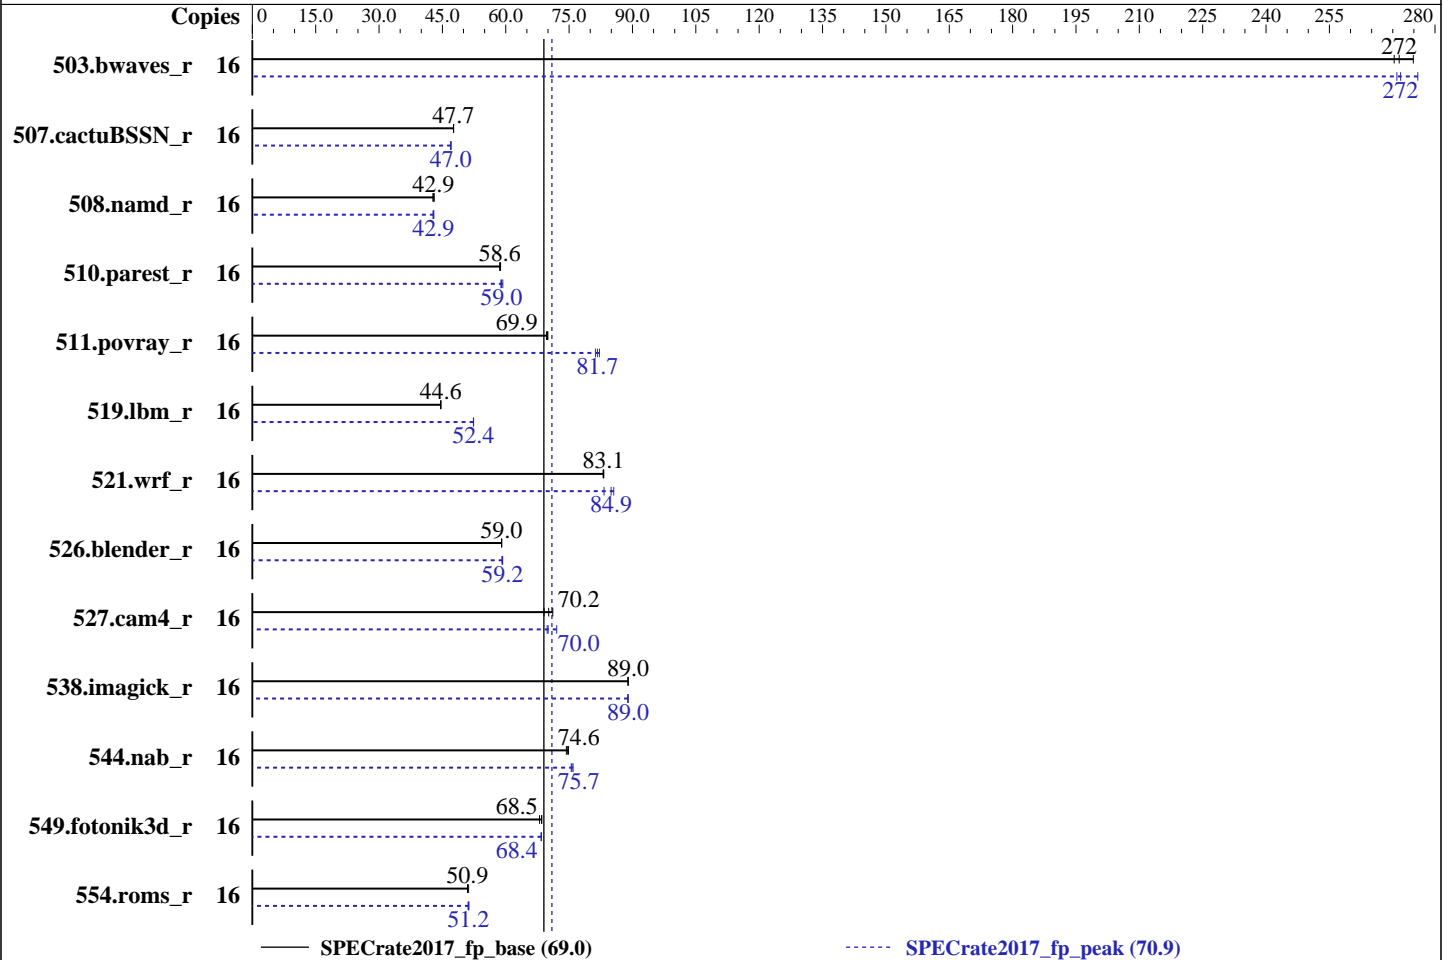 Copies 0 15.0 30.0 45.0 60.0 75.0 90.0 105 120 135 150 165 180 195 210 225 240 255 280
503.bwaves_r 16 272
272
507.cactuBSSN_r 16 47.7
47.0
508.namd_r 16 42.9
42.9
510.parest_r 16 58.6
59.0
511.povray_r 16 69.9
81.7
519.lbm_r 16 44.6
52.4
521.wrf_r 16 83.1
84.9
526.blender_r 16 59.0
59.2
527.cam4_r 16 70.2
70.0
538.imagick_r 16 89.0
89.0
544.nab_r 16 74.6
75.7
549.fotonik3d_r 16 68.5
68.4
554.roms_r 16 50.9
51.2
SPECrate2017_fp_base (69.0) SPECrate2017_fp_peak (70.9)